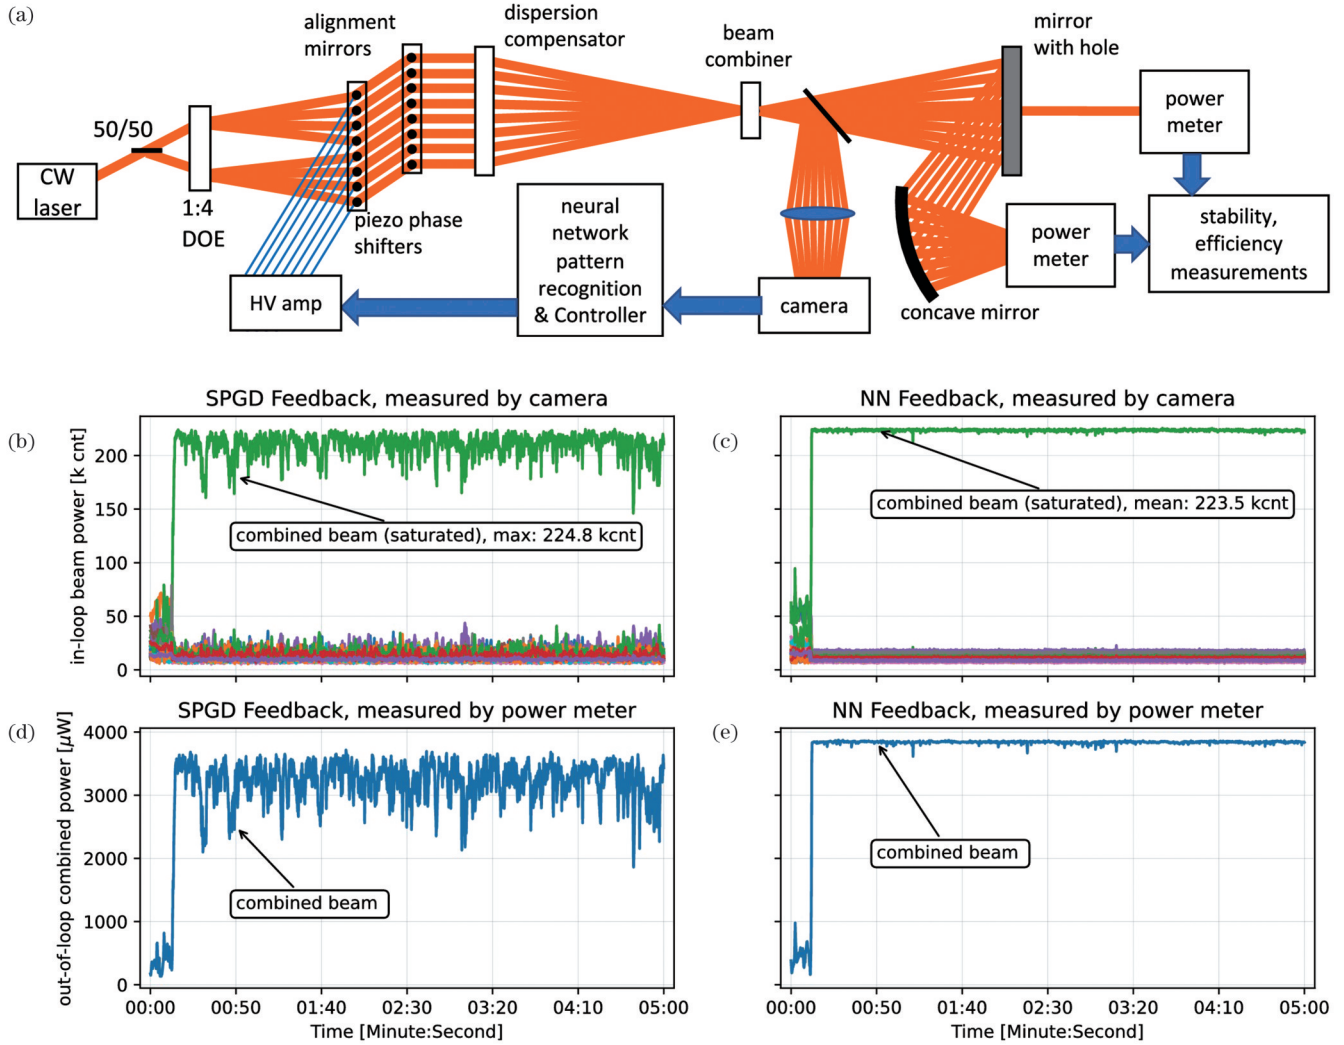 (a)
alignment
mirrors
dispersion
compensator
beam
combiner
mirror
with hole
50/50
CW
laser
1:4
DOE
piezo phase
shifters
HV amp
neural
network
pattern
recognition
& Controller
camera
concave mirror
power
meter
power
meter
stability,
efficiency
measurements
(b)
SPGD Feedback, measured by camera
in-loop beam power [k cnt]
200
150
100
50
0
combined beam (saturated), max: 224.8 kcnt
(c)
NN Feedback, measured by camera
combined beam (saturated), mean: 223.5 kcnt
(d)
SPGD Feedback, measured by power meter
out-of-loop combined power [μW]
4000
3000
2000
1000
0
combined beam
00:00 00:50 01:40 02:30 03:20 04:10 05:00
Time [Minute:Second]
(e)
NN Feedback, measured by power meter
combined beam
00:00 00:50 01:40 02:30 03:20 04:10 05:00
Time [Minute:Second]